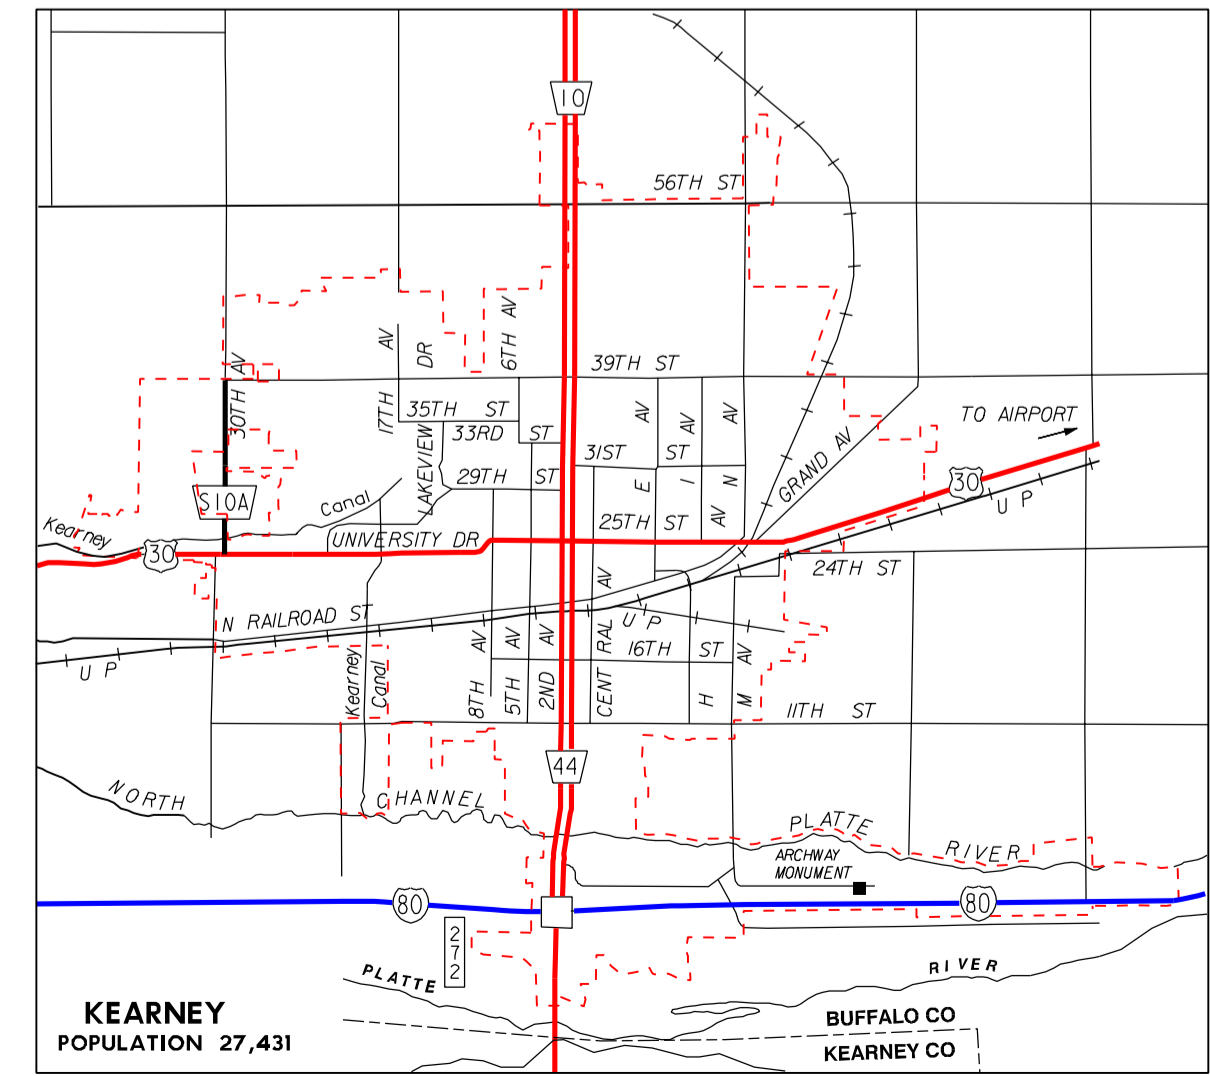 10
56TH ST
6TH AV
17TH AV
DR
LAKEVIEW
30TH AV
39TH ST
35TH ST
33RD ST
31ST ST
29TH ST
E AV
I AV
N AV
AV
GRAND AV
TO AIRPORT
30
U P
S10A
Canal
Kearney
30
UNIVERSITY DR
25TH ST
24TH ST
N RAILROAD ST
U P
U P
16TH ST
Kearney
Canal
8TH AV
5TH AV
2ND AV
CENTRAL AV
H
M AV
11TH ST
44
NORTH
CHANNEL
PLATTE
RIVER
ARCHWAY
MONUMENT
80
80
272
PLATTE
RIVER
KEARNEY
POPULATION 27,431
BUFFALO CO
KEARNEY CO